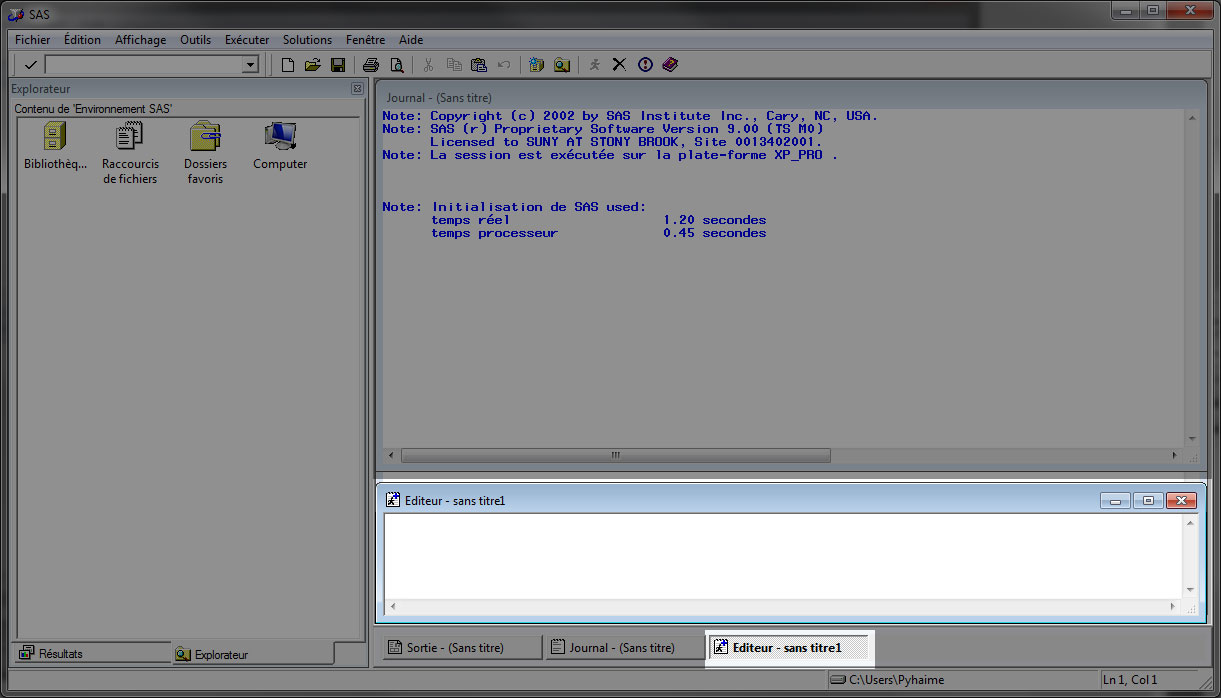 SAS
Fichier Édition Affichage Outils Exécuter Solutions Fenêtre Aide
Explorateur
Contenu de 'Environnement SAS'
Bibliothèq...
Raccourcis de fichiers
Dossiers favoris
Computer
Journal - (Sans titre)
Note: Copyright (c) 2002 by SAS Institute Inc., Cary, NC, USA.
Note: SAS (r) Proprietary Software Version 9.00 (TS M0)
Licensed to SUNY AT STONY BROOK, Site 0013402001.
Note: La session est exécutée sur la plate-forme XP_PRO .
Note: Initialisation de SAS used:
temps réel 1.20 secondes
temps processeur 0.45 secondes
Editeur - sans titre1
Résultats Explorateur
Sortie - (Sans titre) Journal - (Sans titre) Editeur - sans titre1
C:\Users\Pyhaime Ln 1, Col 1